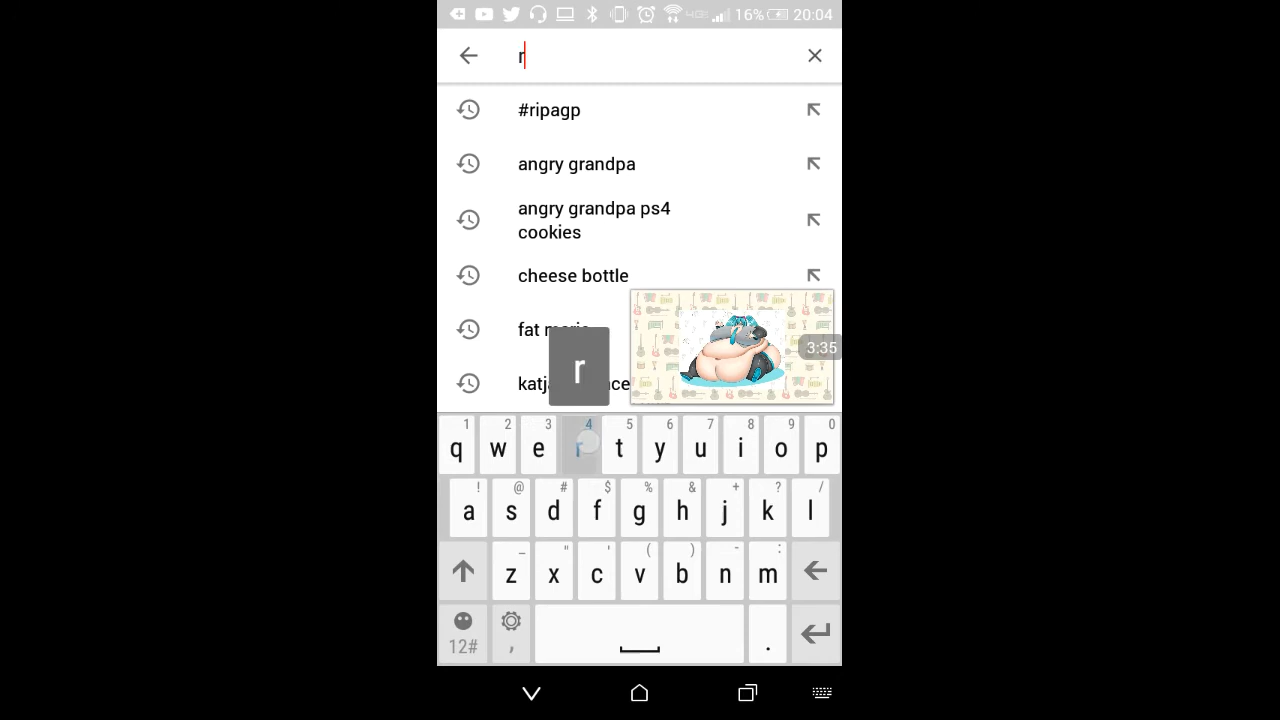 16% 20:04
r
#ripagp
angry grandpa
angry grandpa ps4
cookies
cheese bottle
fat
r
3:35
1 2 3 4 5 6 7 8 9 0
q w e r t y u i o p
! @ # $ % & + ? /
a s d f g h j k l
_ " ' ( ) - :
z x c v b n m
12# , .